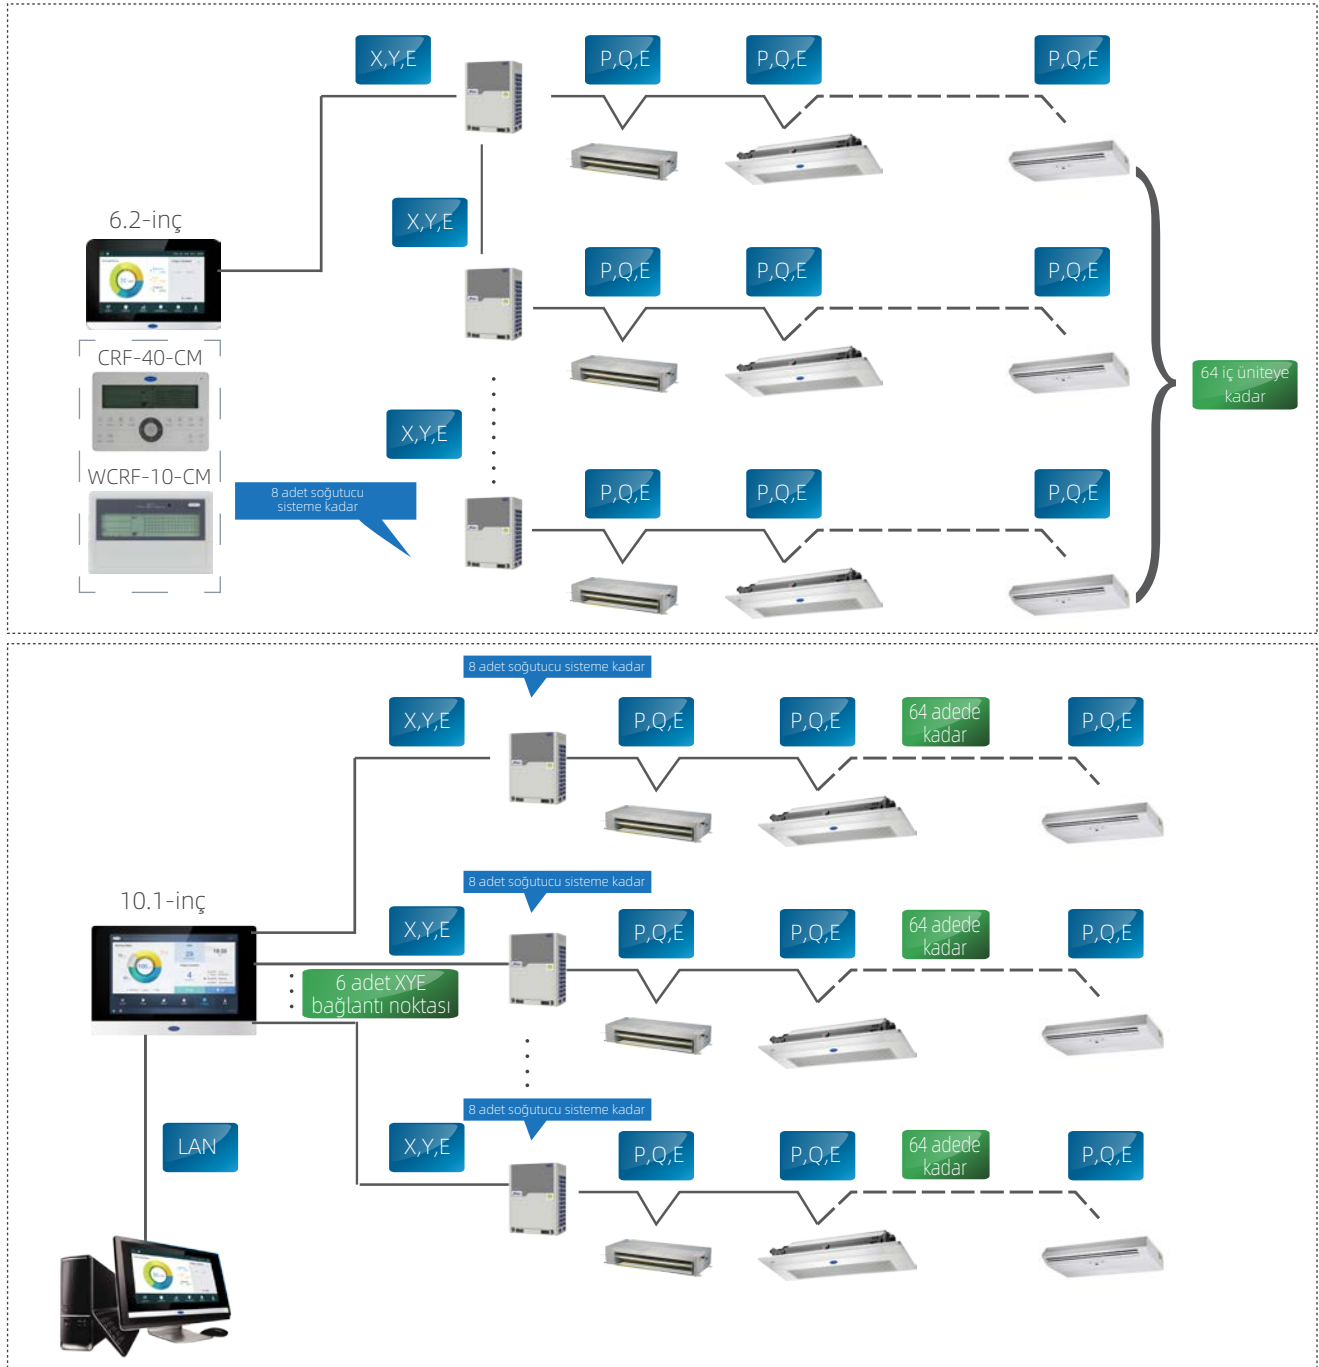 X,Y,E
P,Q,E
P,Q,E
P,Q,E
X,Y,E
6.2-inç
P,Q,E
P,Q,E
P,Q,E
CRF-40-CM
64 iç üniteye
kadar
X,Y,E
WCRF-10-CM
8 adet soğutucu
sisteme kadar
P,Q,E
P,Q,E
P,Q,E
8 adet soğutucu sisteme kadar
X,Y,E
P,Q,E
P,Q,E
64 adede
kadar
P,Q,E
8 adet soğutucu sisteme kadar
10.1-inç
X,Y,E
P,Q,E
P,Q,E
64 adede
kadar
P,Q,E
6 adet XYE
bağlantı noktası
8 adet soğutucu sisteme kadar
LAN
X,Y,E
P,Q,E
P,Q,E
64 adede
kadar
P,Q,E